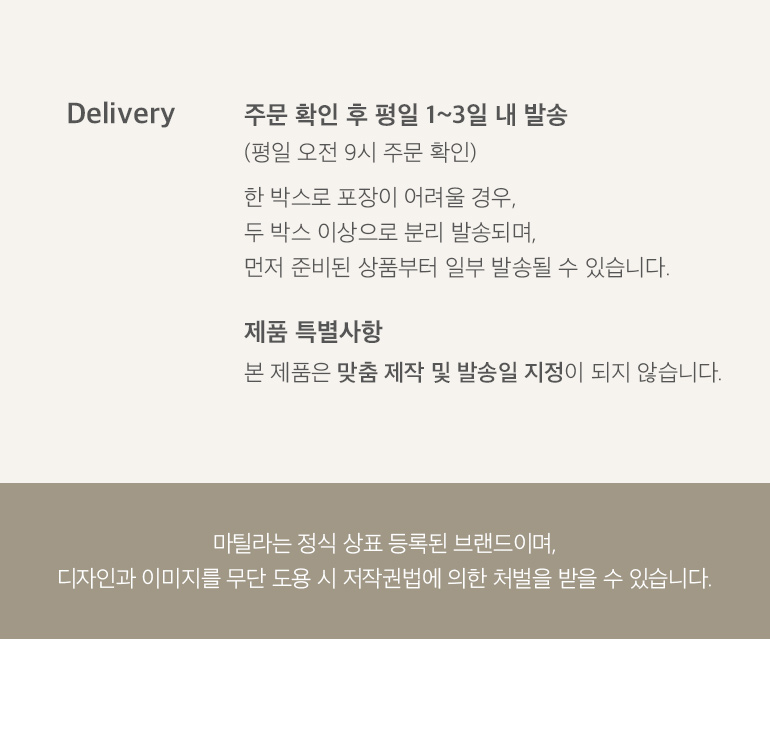 Delivery
주문 확인 후 평일 1~3일 내 발송
(평일 오전 9시 주문 확인)
한 박스로 포장이 어려울 경우,
두 박스 이상으로 분리 발송되며,
먼저 준비된 상품부터 일부 발송될 수 있습니다.
제품 특별사항
본 제품은 맞춤 제작 및 발송일 지정이 되지 않습니다.
마틸라는 정식 상표 등록된 브랜드이며,
디자인과 이미지를 무단 도용 시 저작권법에 의한 처벌을 받을 수 있습니다.